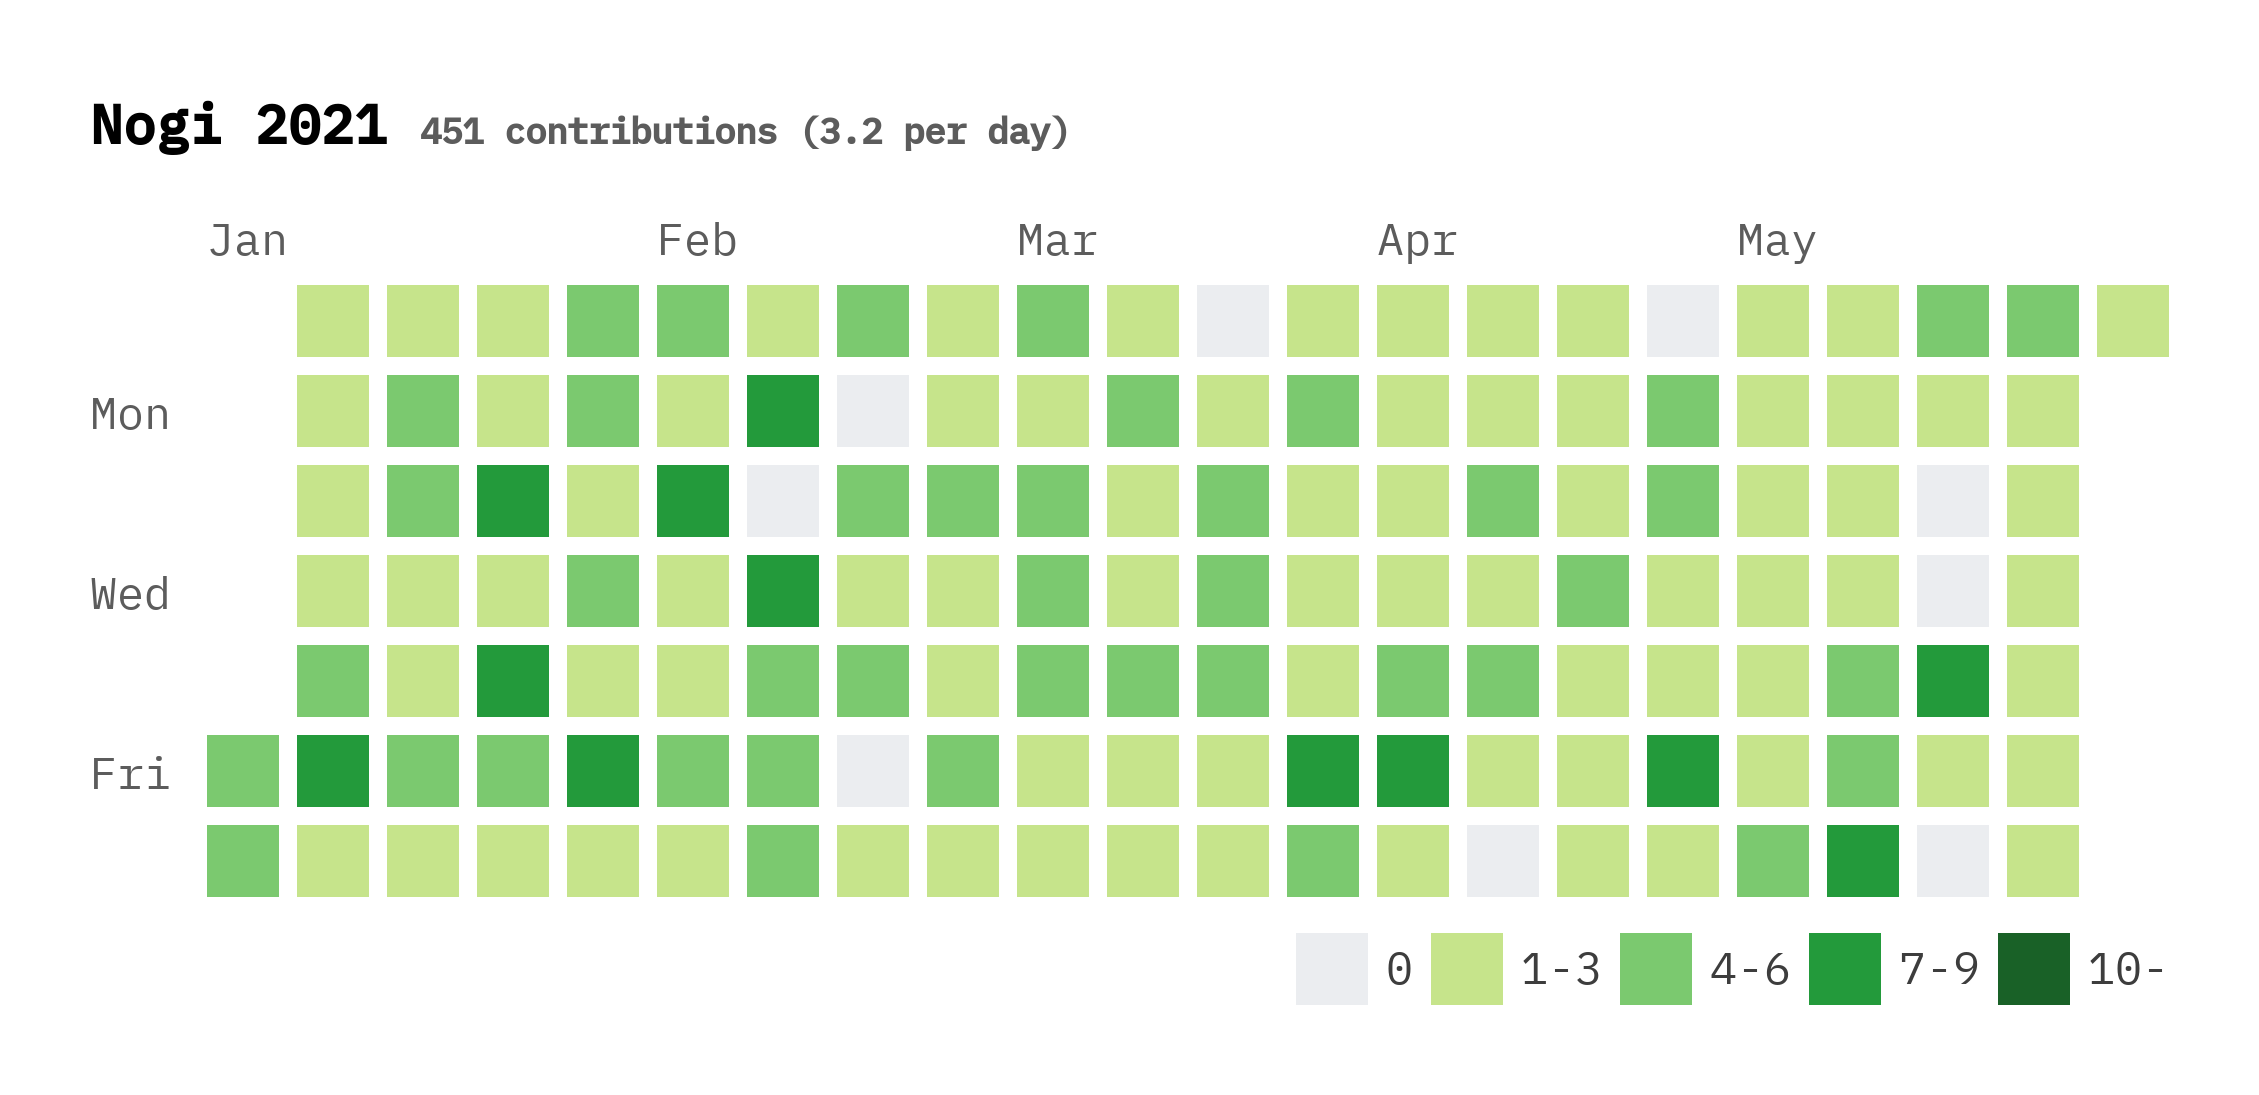 Nogi 2021 451 contributions (3.2 per day)
Jan Feb Mar Apr May
Mon
Wed
Fri
0 1-3 4-6 7-9 10-